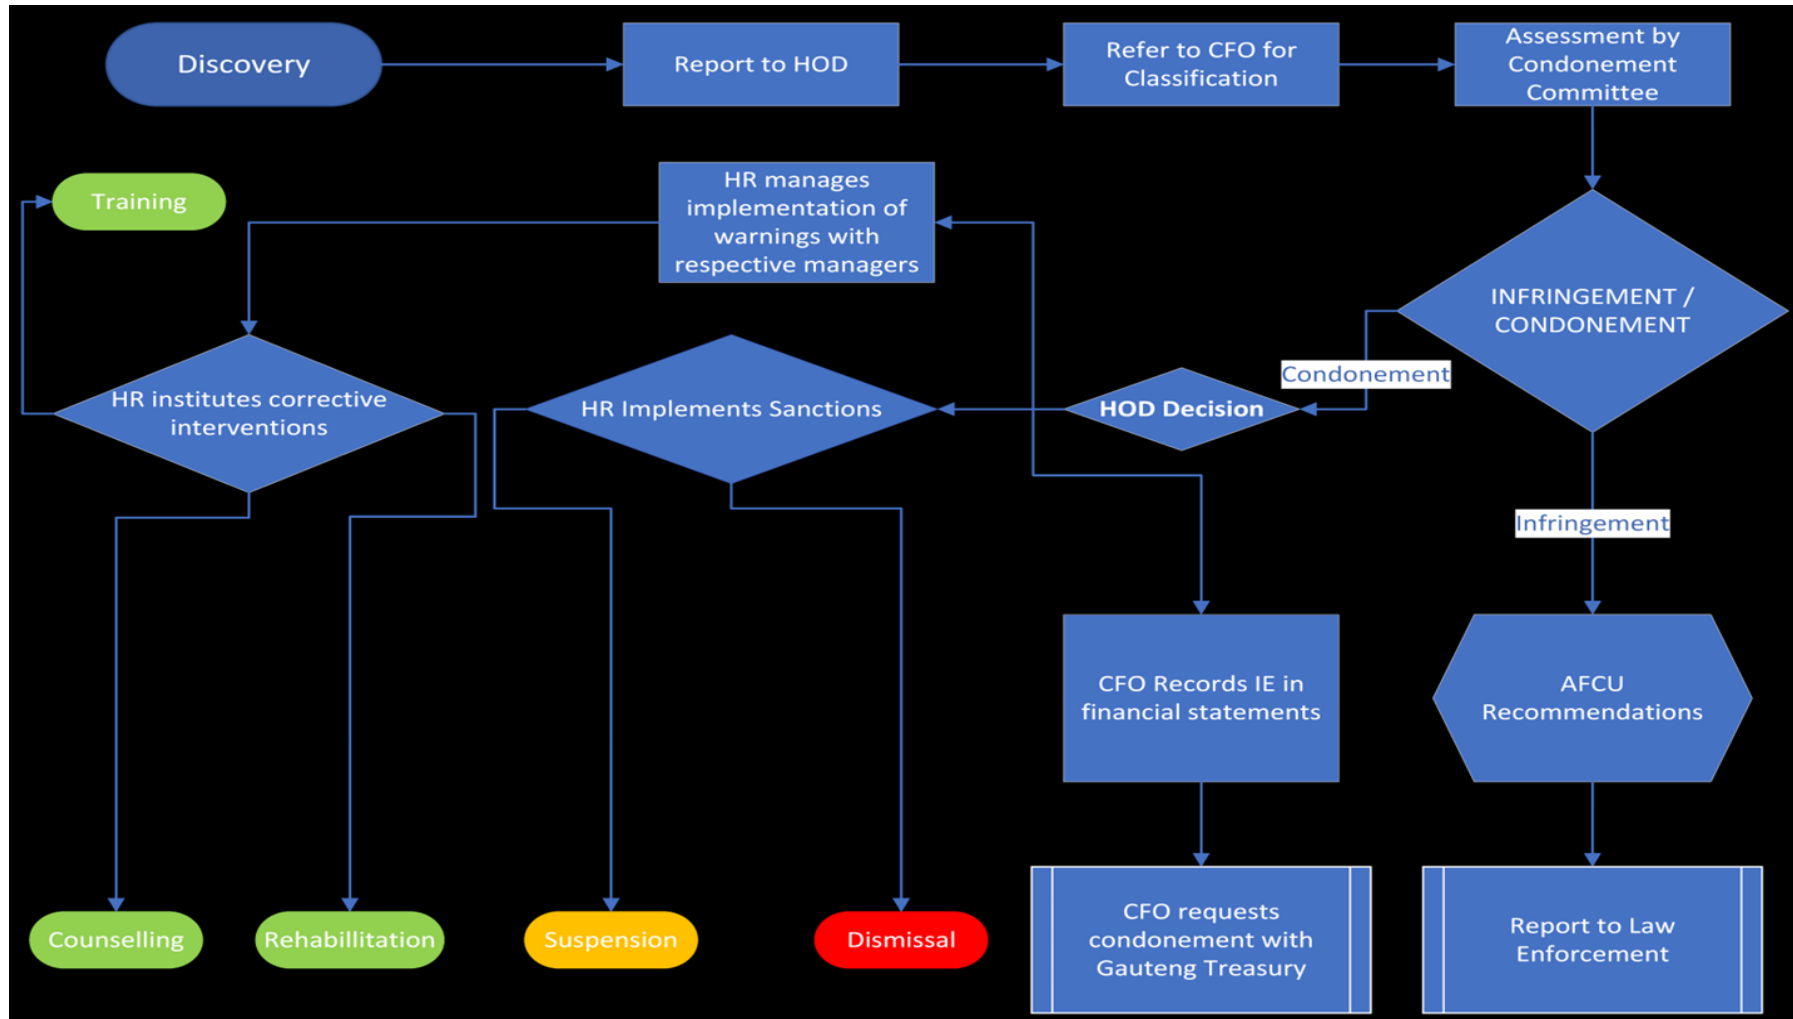 Discovery
Report to HOD
Refer to CFO for
Classification
Assessment by
Condonement
Committee
Training
HR manages
implementation of
warnings with
respective managers
INFRINGEMENT /
CONDONEMENT
Condonement
HR institutes corrective
interventions
HR Implements Sanctions
HOD Decision
Infringement
CFO Records IE in
financial statements
AFCU
Recommendations
Counselling
Rehabillitation
Suspension
Dismissal
CFO requests
condonement with
Gauteng Treasury
Report to Law
Enforcement